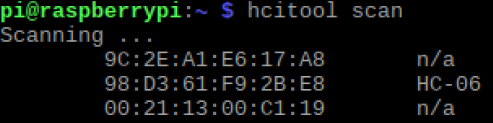 pi@raspberrypi:~ $ hcitool scan
Scanning ...
9C:2E:A1:E6:17:A8 n/a
98:D3:61:F9:2B:E8 HC-06
00:21:13:00:C1:19 n/a